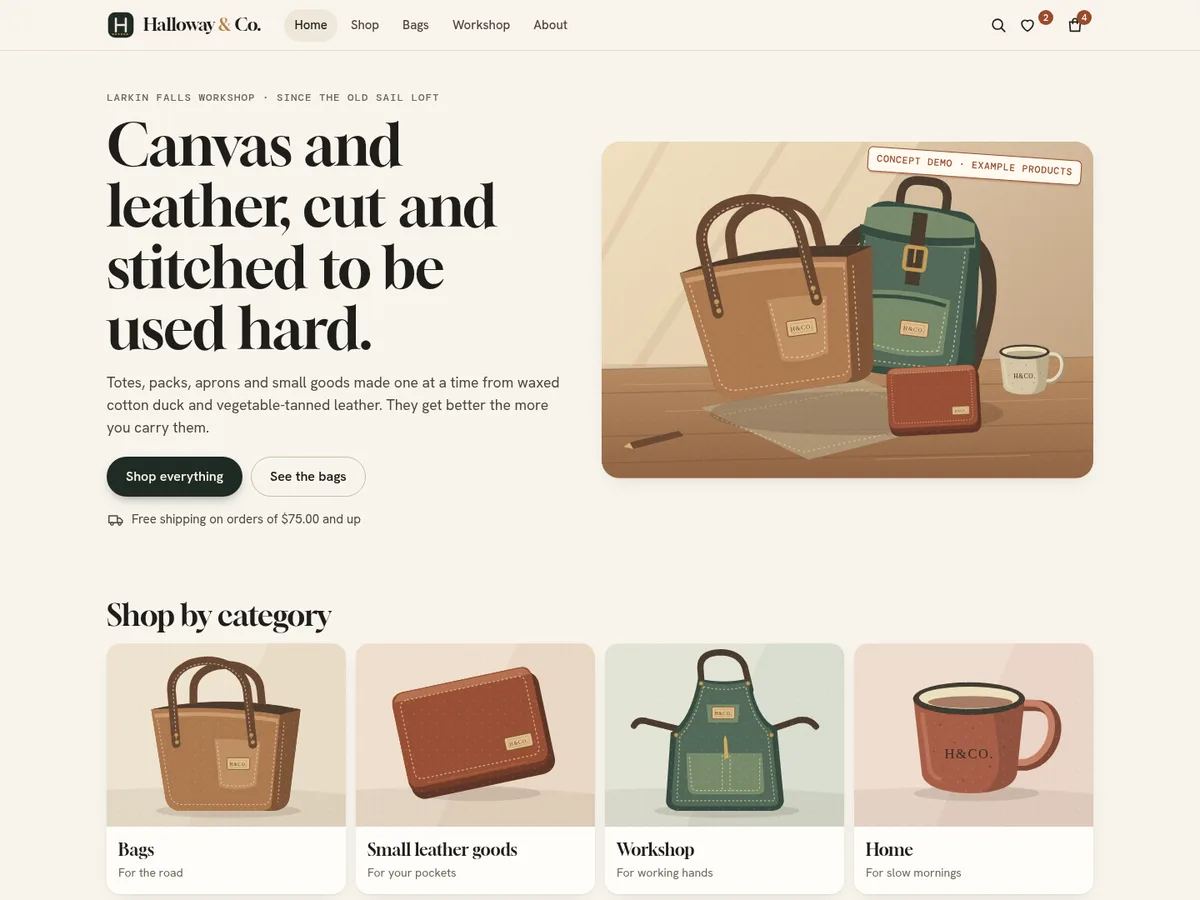 H Halloway & Co.
Home Shop Bags Workshop About
2 4
LARKIN FALLS WORKSHOP · SINCE THE OLD SAIL LOFT
Canvas and
leather, cut and
stitched to be
used hard.
Totes, packs, aprons and small goods made one at a time from waxed
cotton duck and vegetable-tanned leather. They get better the more
you carry them.
Shop everything See the bags
Free shipping on orders of $75.00 and up
CONCEPT DEMO · EXAMPLE PRODUCTS
H&CO.
H&CO.
H&CO.
H&CO.
Shop by category
H&CO.
H&CO.
H&CO.
H&CO.
Bags
For the road
Small leather goods
For your pockets
Workshop
For working hands
Home
For slow mornings